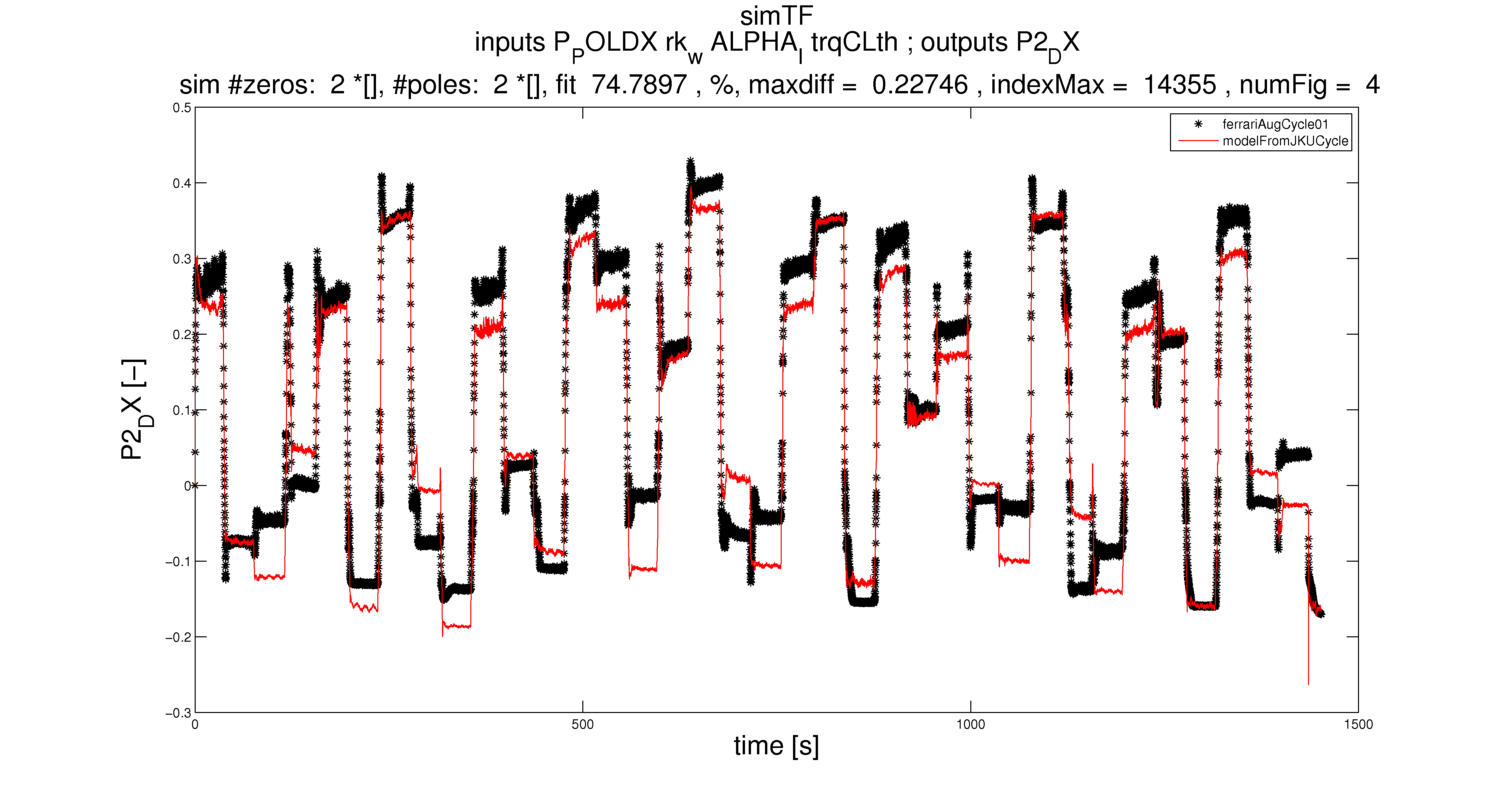 simTF
inputs P_POLDX rk_w ALPHA_I trqCLth ; outputs P2_DX
sim #zeros: 2 *[], #poles: 2 *[], fit 74.7897 , %, maxdiff = 0.22746 , indexMax = 14355 , numFig = 4
0.5
0.4
0.3
0.2
0.1
0
−0.1
−0.2
−0.3
P2_DX [−]
ferrariAugCycle01
modelFromJKUCycle
0
500
1000
1500
time [s]